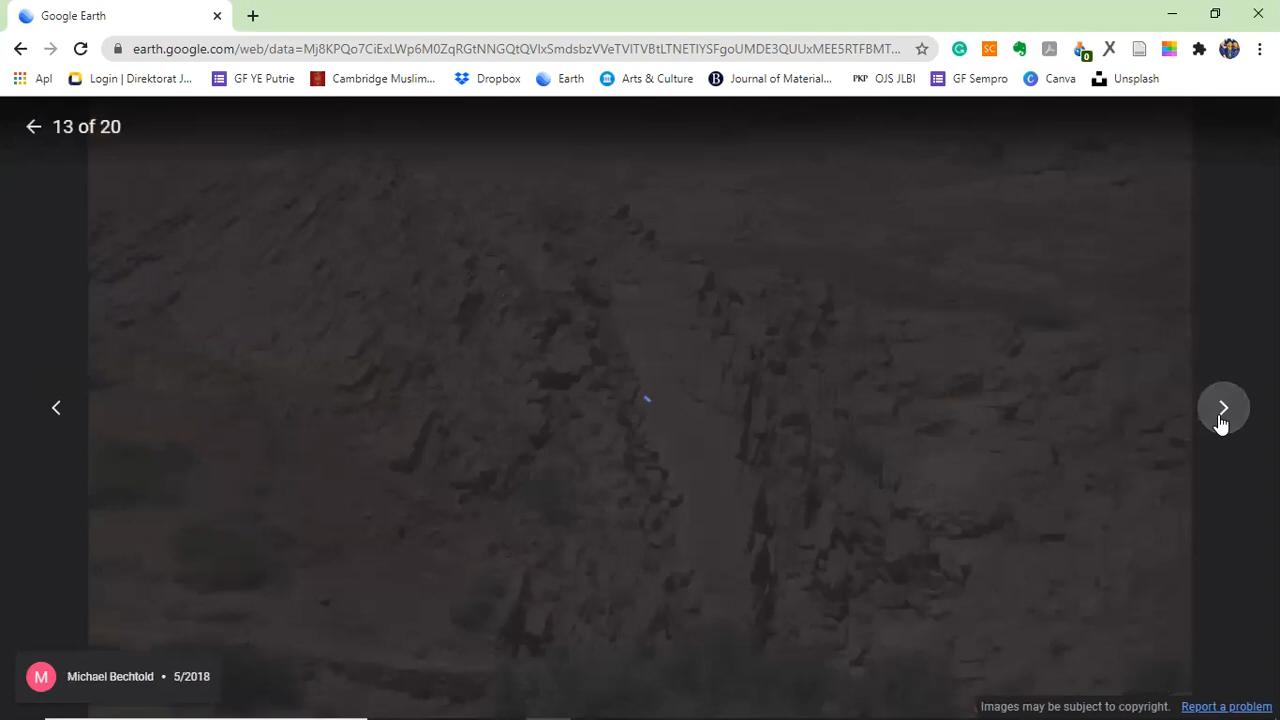 Google Earth
earth.google.com/web/data=Mj8KPQo7CiExLWp6M0ZqRGtNNGQtQVlxSmdsbzVVeTVlTVBtLTNETlYSFgoUMDE3QUUxMEE5RTFBMT...
0
Apl
Login | Direktorat J...
GF YE Putrie
Cambridge Muslim...
Dropbox
Earth
Arts & Culture
Journal of Material...
OJS JLBI
GF Sempro
Canva
Unsplash
13 of 20
M
Michael Bechtold • 5/2018
Images may be subject to copyright.
Report a problem